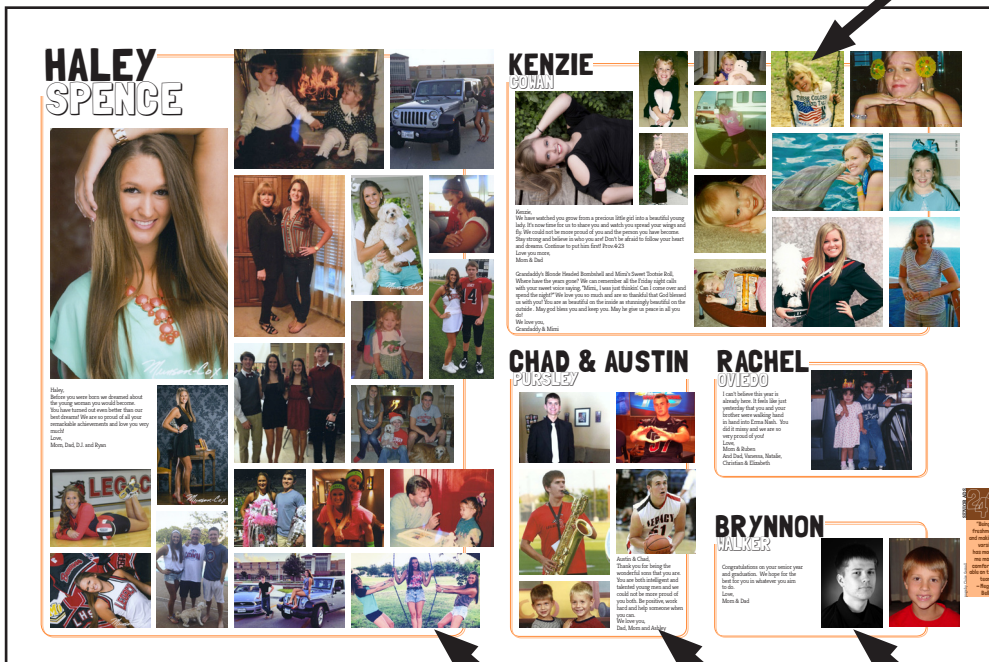 HALEY
SPENCE
Haley,
Before you were born we dreamed about
the young woman you would become.
You have turned out even better than our
best dreams! We are so proud of all your
remarkable achievements and love you very
much!
Love,
Mom, Dad, D.J. and Ryan
KENZIE
COWAN
Kenzie,
We have watched you grow from a precious little girl into a beautiful young
lady. It's now time for us to share you and watch you spread your wings and
fly. We could not be more proud of you and the person you have become.
Stay strong and believe in who you are! Don't be afraid to follow your heart
and dreams. Continue to put him first! Prov.4:23
Love you more,
Mom & Dad
Grandaddy's Blonde Headed Bombshell and Mimi's Sweet Tootsie Roll,
Where have the years gone? We can remember all the Friday night calls
with your sweet voice saying, "Mimi,, I was just thinkin'. Can I come over and
spend the night?" We love you so much and are so thankful that God blessed
us with you! You are as beautiful on the inside as stunningly beautiful on the
outside . May god bless you and keep you. May he give us peace in all you
do!
We love you,
Grandaddy & Mimi
CHAD & AUSTIN
PURSLEY
Austin & Chad,
Thank you for being the
wonderful sons that you are.
You are both intelligent and
talented young men and we
could not be more proud of
you both. Be positive, work
hard and help someone when
you can.
We love you,
Dad, Mom and Ashley
RACHEL
OVIEDO
I can't believe this year is
already here. It feels like just
yesterday that you and your
brother were walking hand
in hand into Erma Nash. You
did it missy and we are so
very proud of you!
Love,
Mom & Ruben
And Dad, Vanessa, Natalie,
Christian & Elizabeth
BRYNNON
WALKER
Congratulations on your senior year
and graduation. We hope for the
best for you in whatever you aim
to do.
Love,
Mom & Dad
LEGAC
LEGACY
51
Munson-Cox